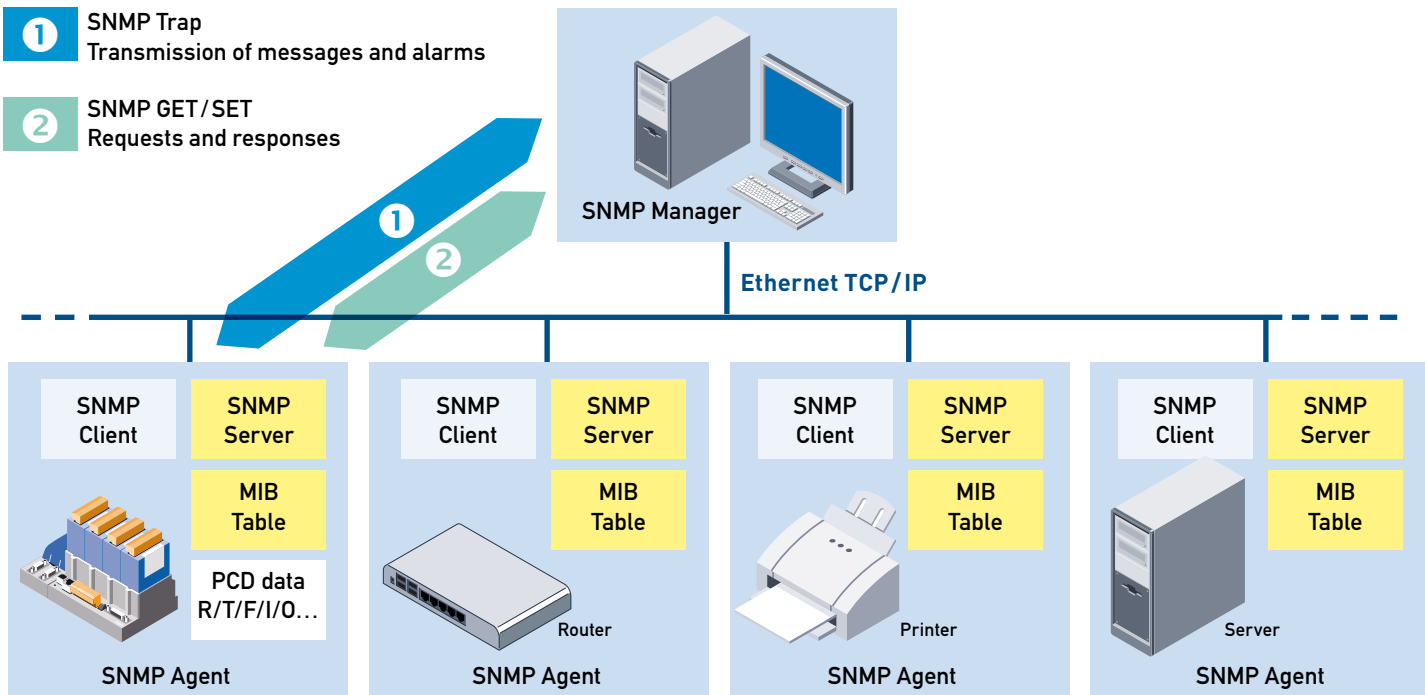 1
SNMP Trap
Transmission of messages and alarms
2
SNMP GET/SET
Requests and responses
1
2
SNMP Manager
Ethernet TCP/IP
SNMP
Client
SNMP
Server
MIB
Table
PCD data
R/T/F/I/O...
SNMP Agent
SNMP
Client
SNMP
Server
MIB
Table
Router
SNMP Agent
SNMP
Client
SNMP
Server
MIB
Table
Printer
SNMP Agent
SNMP
Client
SNMP
Server
MIB
Table
Server
SNMP Agent